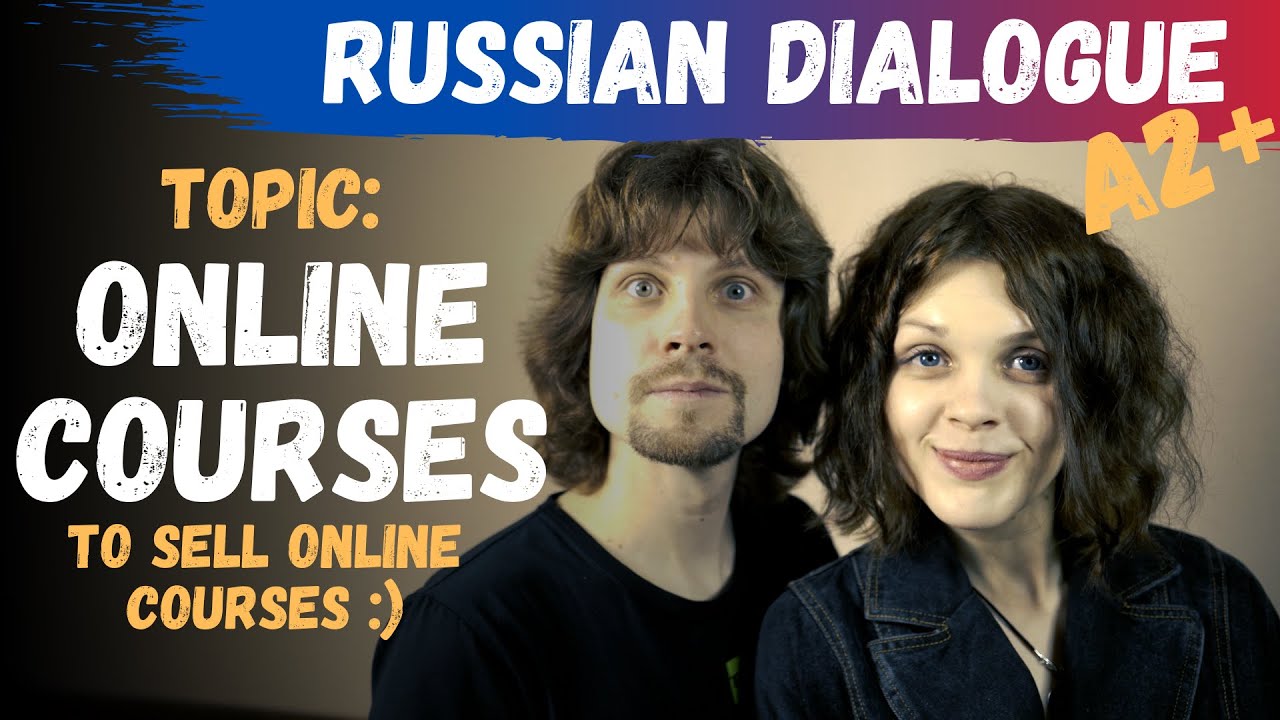 RUSSIAN DIALOGUE
A2+
TOPIC:
ONLINE
COURSES
TO SELL ONLINE
COURSES :)